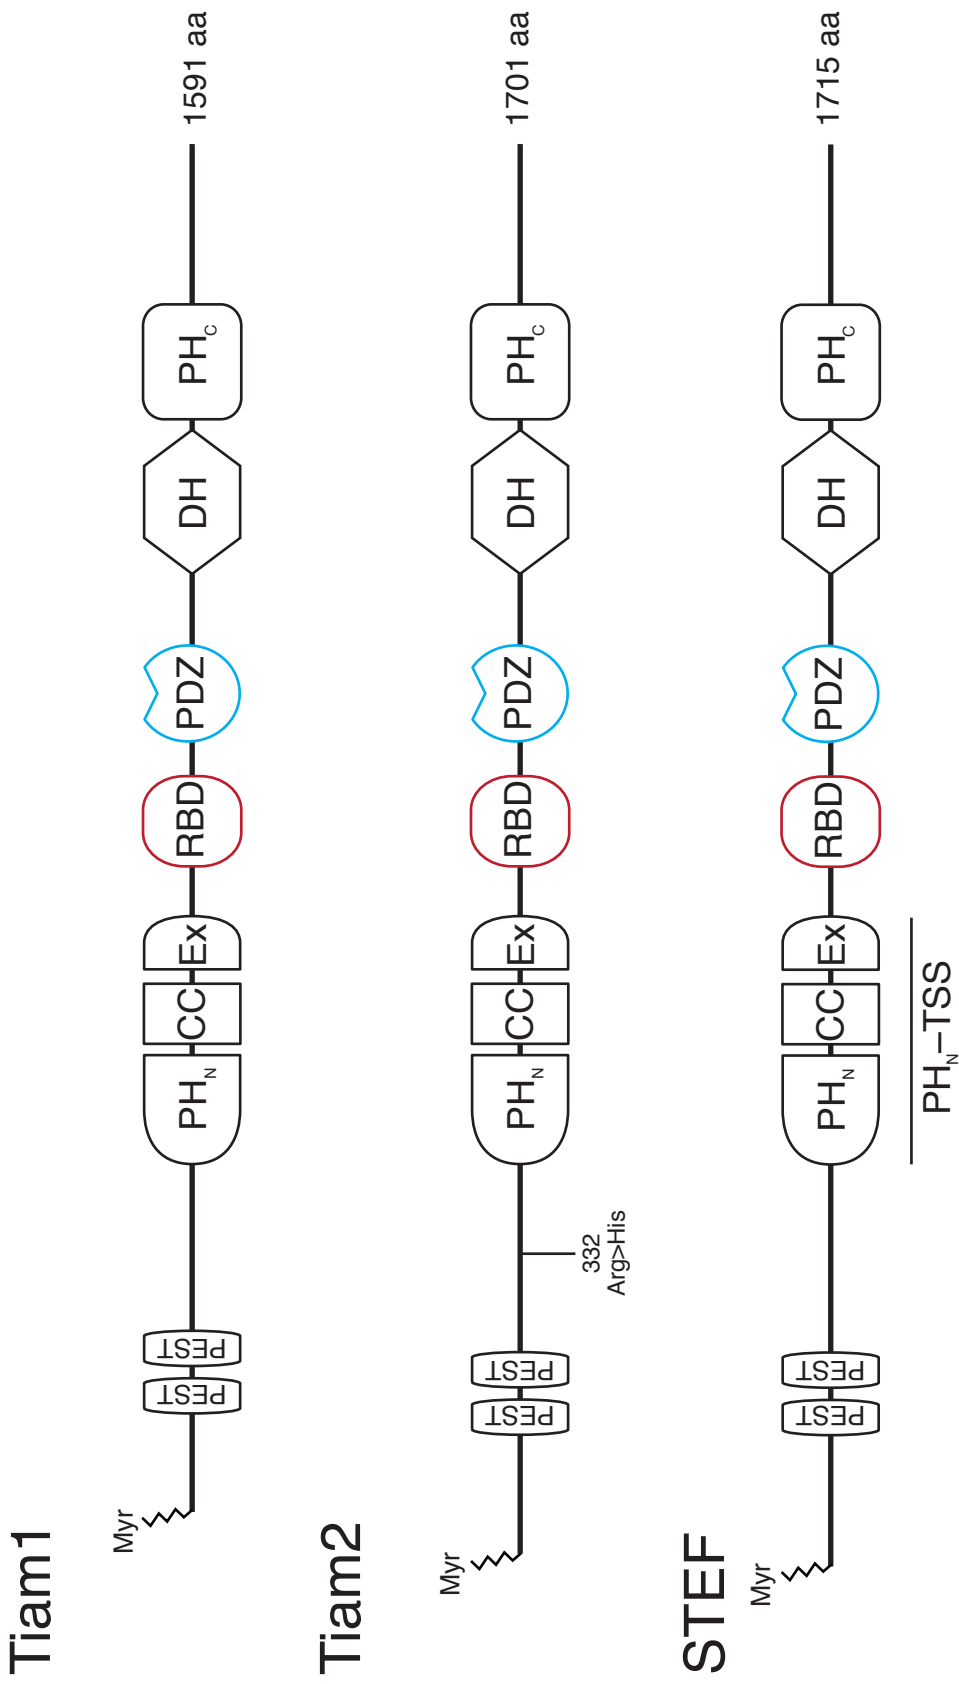 Tiam1
Myr
PEST
PEST
PHN
CC
Ex
RBD
PDZ
DH
PHC
1591 aa
Tiam2
Myr
PEST
PEST
332
Arg>His
PHN
CC
Ex
RBD
PDZ
DH
PHC
1701 aa
STEF
Myr
PEST
PEST
PHN
CC
Ex
RBD
PDZ
DH
PHC
1715 aa
PHN–TSS